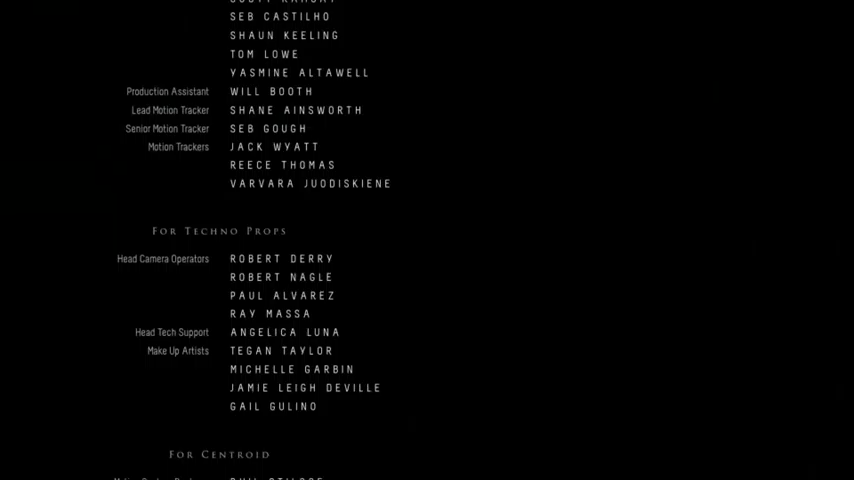 SEB CASTILHO
SHAUN KEELING
TOM LOWE
YASMINE ALTAWELL
Production Assistant WILL BOOTH
Lead Motion Tracker SHANE AINSWORTH
Senior Motion Tracker SEB GOUGH
Motion Trackers JACK WYATT
REECE THOMAS
VARVARA JUODISKIENE
FOR TECHNO PROPS
Head Camera Operators ROBERT DERRY
ROBERT NAGLE
PAUL ALVAREZ
RAY MASSA
Head Tech Support ANGELICA LUNA
Make Up Artists TEGAN TAYLOR
MICHELLE GARBIN
JAMIE LEIGH DEVILLE
GAIL GULINO
FOR CENTROID